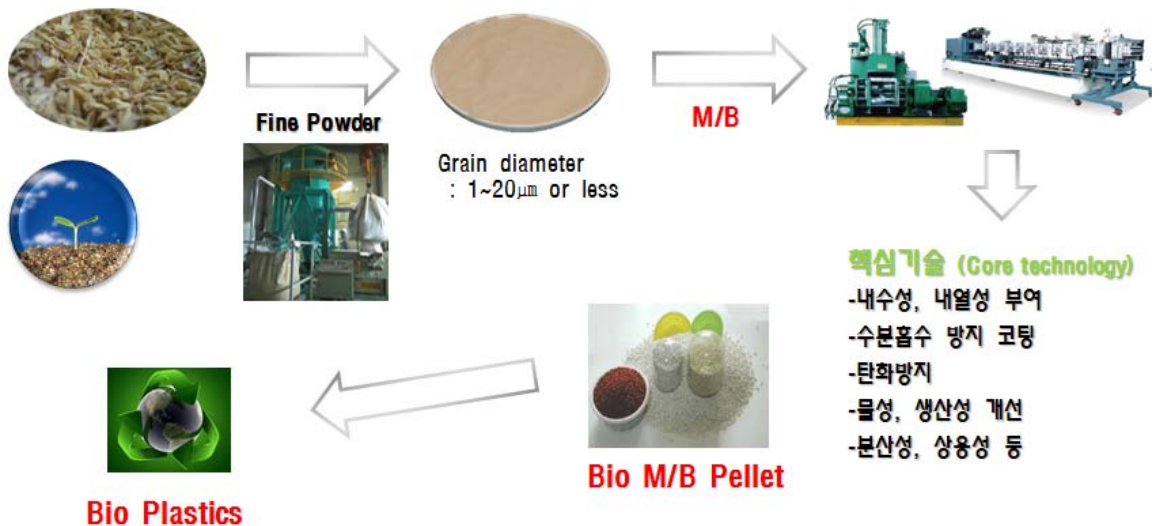 Fine Powder
Grain diameter
: 1~20㎛ or less
M/B
핵심기술 (Core technology)
-내수성, 내열성 부여
-수분흡수 방지 코팅
-탄화방지
-물성, 생산성 개선
-분산성, 상용성 등
Bio M/B Pellet
Bio Plastics